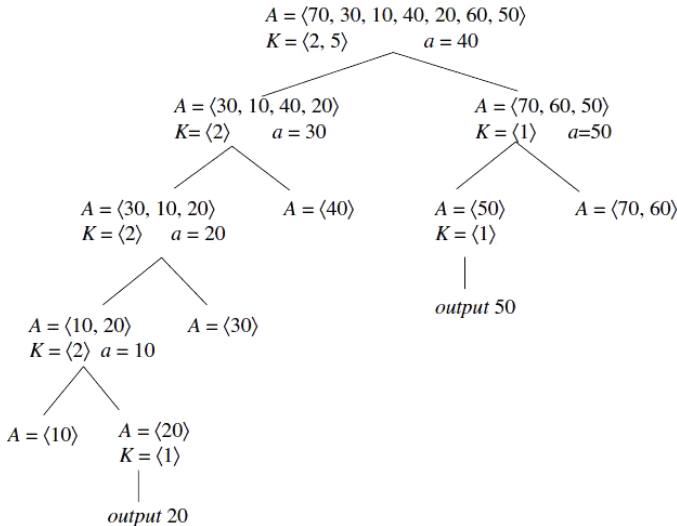 A = ⟨70, 30, 10, 40, 20, 60, 50⟩
K = ⟨2, 5⟩ a = 40
A = ⟨30, 10, 40, 20⟩
K= ⟨2⟩ a = 30
A = ⟨70, 60, 50⟩
K = ⟨1⟩ a=50
A = ⟨30, 10, 20⟩
K = ⟨2⟩ a = 20
A = ⟨40⟩
A = ⟨50⟩
K = ⟨1⟩
A = ⟨70, 60⟩
output 50
A = ⟨10, 20⟩
K = ⟨2⟩ a = 10
A = ⟨30⟩
A = ⟨10⟩
A = ⟨20⟩
K = ⟨1⟩
output 20